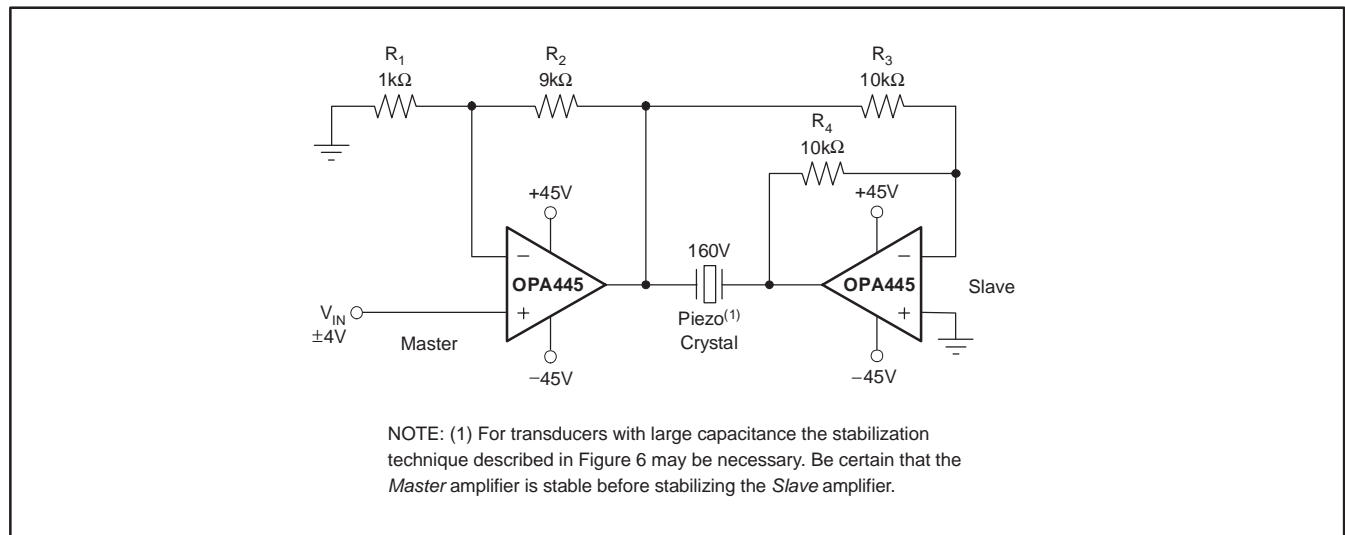 R1
1kΩ
R2
9kΩ
R3
10kΩ
R4
10kΩ
+45V
+45V
−
OPA445
+
160V
Piezo(1)
Crystal
−
OPA445
+
Slave
VIN
±4V
Master
−45V
−45V
NOTE: (1) For transducers with large capacitance the stabilization
technique described in Figure 6 may be necessary. Be certain that the
Master amplifier is stable before stabilizing the Slave amplifier.